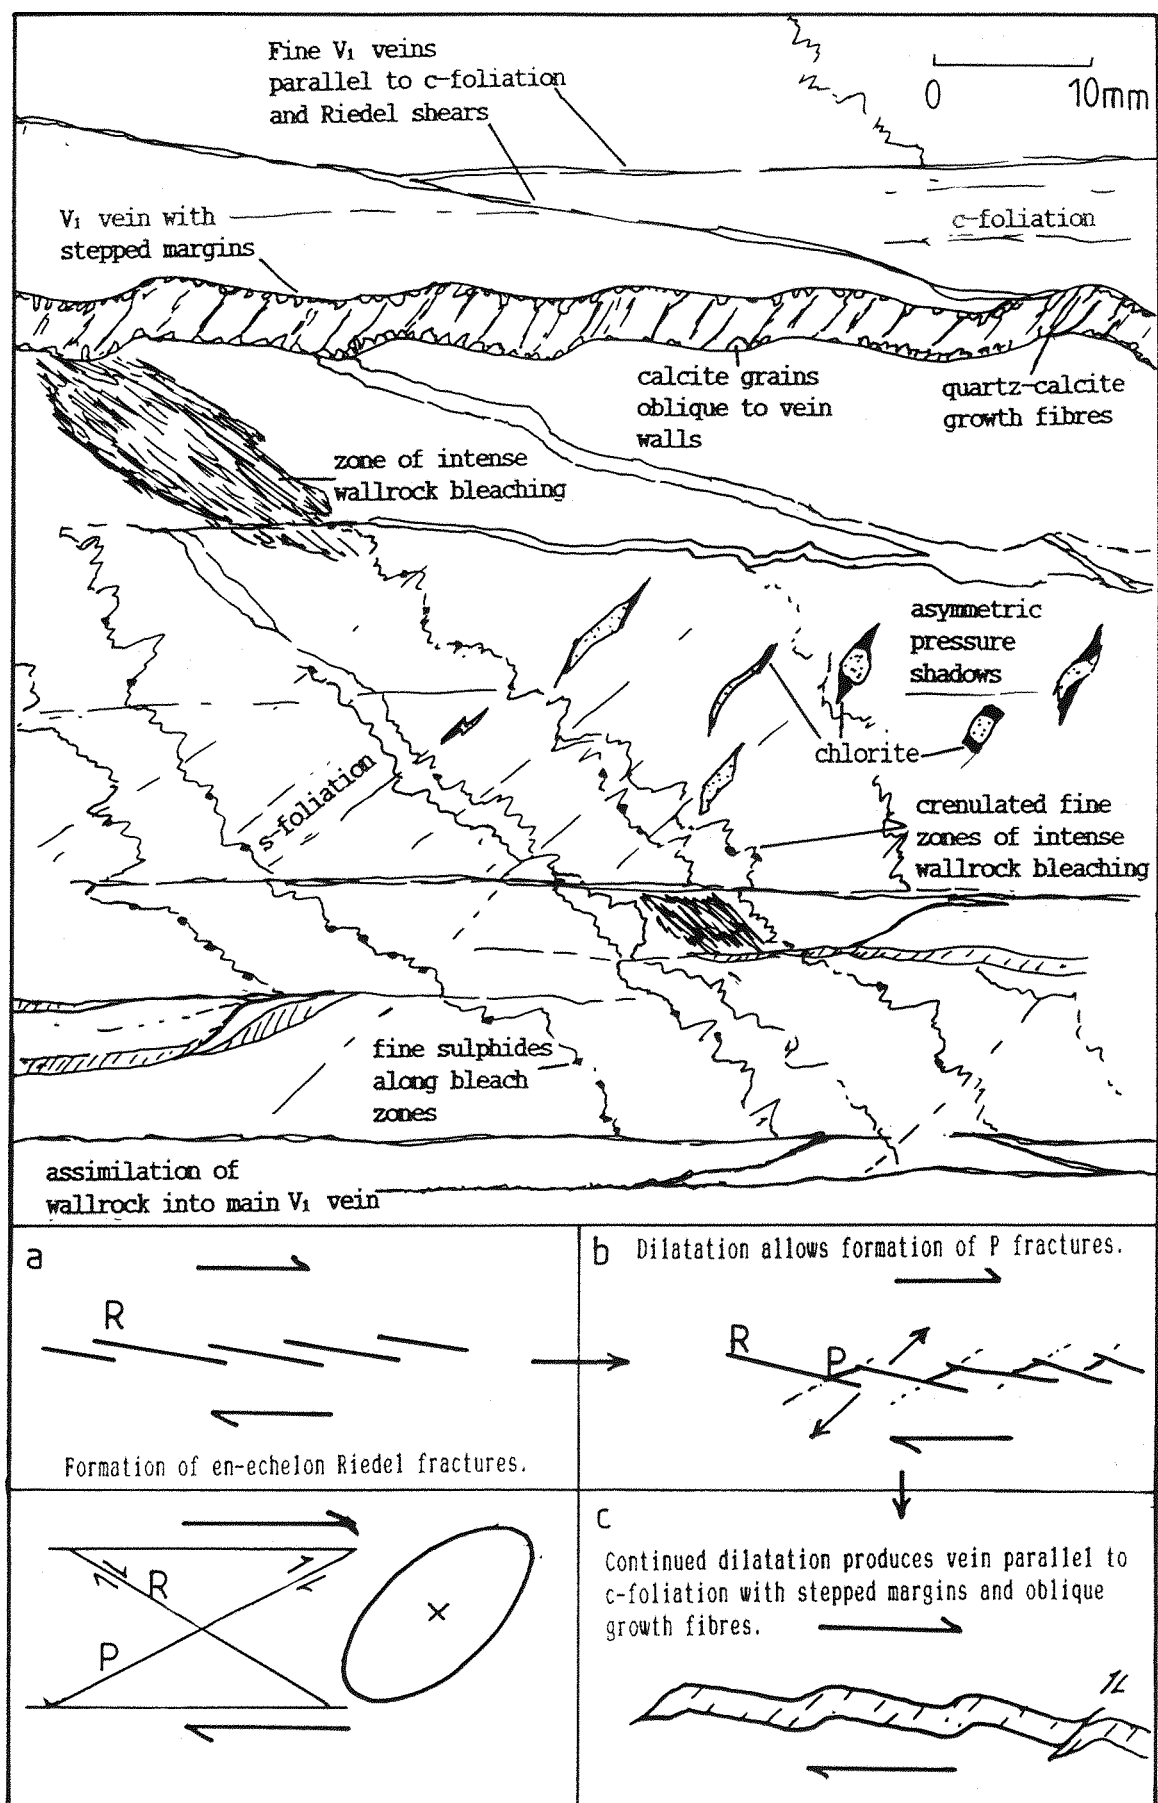 Fine V₁ veins
parallel to c-foliation
and Riedel shears
0 10mm
V₁ vein with
stepped margins
c-foliation
calcite grains
oblique to vein
walls
quartz-calcite
growth fibres
zone of intense
wallrock bleaching
asymmetric
pressure
shadows
chlorite
s-foliation
crenulated fine
zones of intense
wallrock bleaching
fine sulphides
along bleach
zones
assimilation of
wallrock into main V₁ vein
a
R
Formation of en-echelon Riedel fractures.
b Dilatation allows formation of P fractures.
R
P
R
P
c
Continued dilatation produces vein parallel to
c-foliation with stepped margins and oblique
growth fibres.